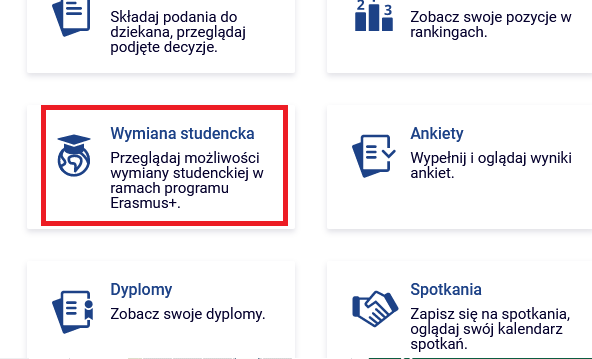 Składaj podania do
dziekana, przeglądaj
podjęte decyzje.
2
3
Zobacz swoje pozycje w
rankingach.
Wymiana studencka
Przeglądaj możliwości
wymiany studenckiej w
ramach programu
Erasmus+.
Ankiety
Wypełnij i oglądaj wyniki
ankiet.
Dyplomy
Zobacz swoje dyplomy.
Spotkania
Zapisz się na spotkania,
oglądaj swój kalendarz
spotkań.